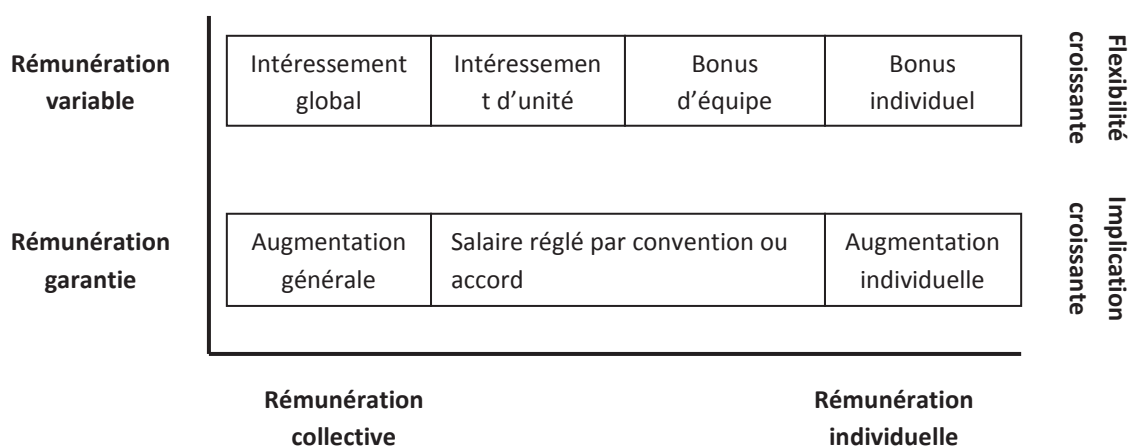 Rémunération
variable
Intéressement
global
Intéressemen
t d’unité
Bonus
d’équipe
Bonus
individuel
Flexibilité
croissante
Rémunération
garantie
Augmentation
générale
Salaire réglé par convention ou
accord
Augmentation
individuelle
Implication
croissante
Rémunération
collective
Rémunération
individuelle